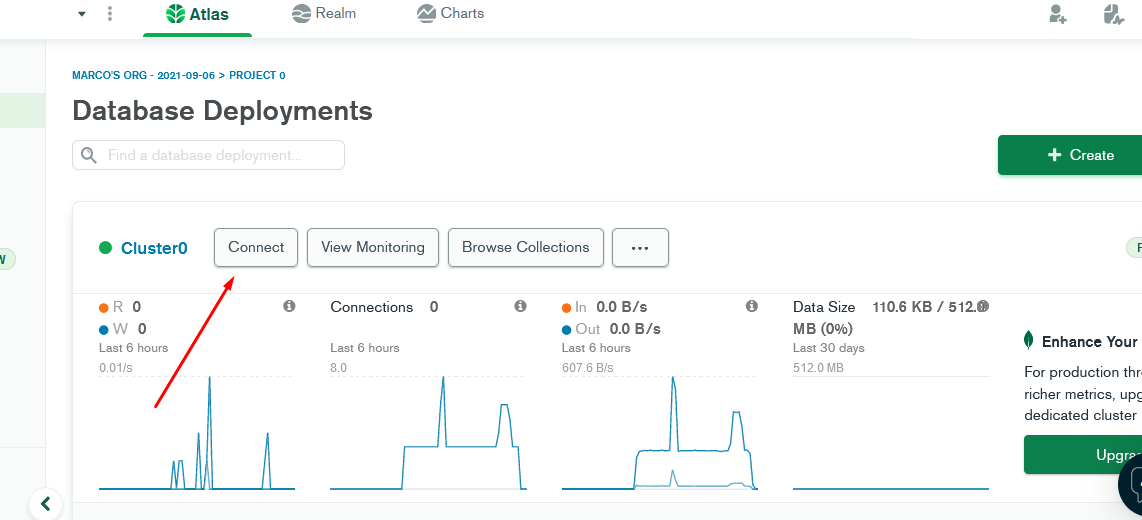 Atlas Realm Charts
MARCO'S ORG - 2021-09-06 > PROJECT 0
Database Deployments
Find a database deployment...
+ Create
Cluster0 Connect View Monitoring Browse Collections ...
R 0
W 0
Last 6 hours
0.01/s
Connections 0
Last 6 hours
8.0
In 0.0 B/s
Out 0.0 B/s
Last 6 hours
607.6 B/s
Data Size 110.6 KB / 512.0
MB (0%)
Last 30 days
512.0 MB
Enhance Your
For production
richer metrics,
dedicated cluster